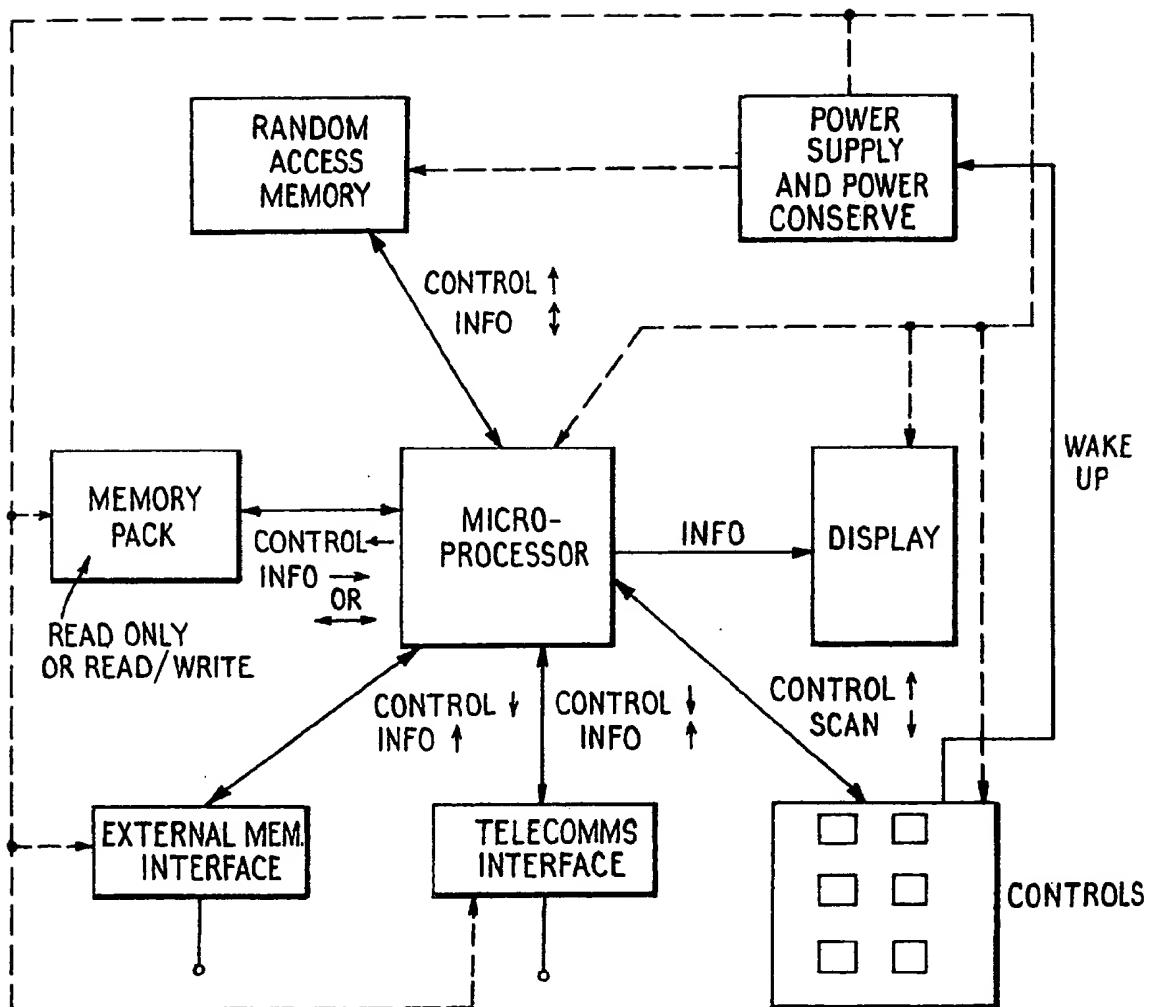 RANDOM
ACCESS
MEMORY
POWER
SUPPLY
AND POWER
CONSERVE
CONTROL ↑
INFO ↕
WAKE
UP
MEMORY
PACK
CONTROL ←
INFO →
OR
↔
MICRO-
PROCESSOR
INFO
DISPLAY
READ ONLY
OR READ/WRITE
CONTROL ↓
INFO ↑
CONTROL ↓
INFO ↑
CONTROL ↑
SCAN ↓
EXTERNAL MEM.
INTERFACE
TELECOMMS
INTERFACE
CONTROLS